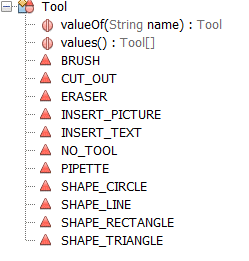 Tool
valueOf(String name) : Tool
values() : Tool[]
BRUSH
CUT_OUT
ERASER
INSERT_PICTURE
INSERT_TEXT
NO_TOOL
PIPETTE
SHAPE_CIRCLE
SHAPE_LINE
SHAPE_RECTANGLE
SHAPE_TRIANGLE